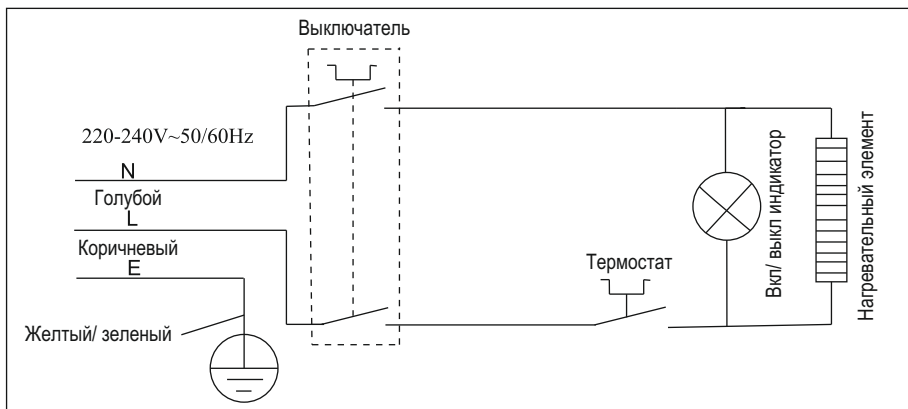 Выключатель
220-240V~50/60Hz
N
Голубой
L
Коричневый
E
Желтый/ зеленый
Термостат
Вкл/ выкл индикатор
Нагревательный элемент